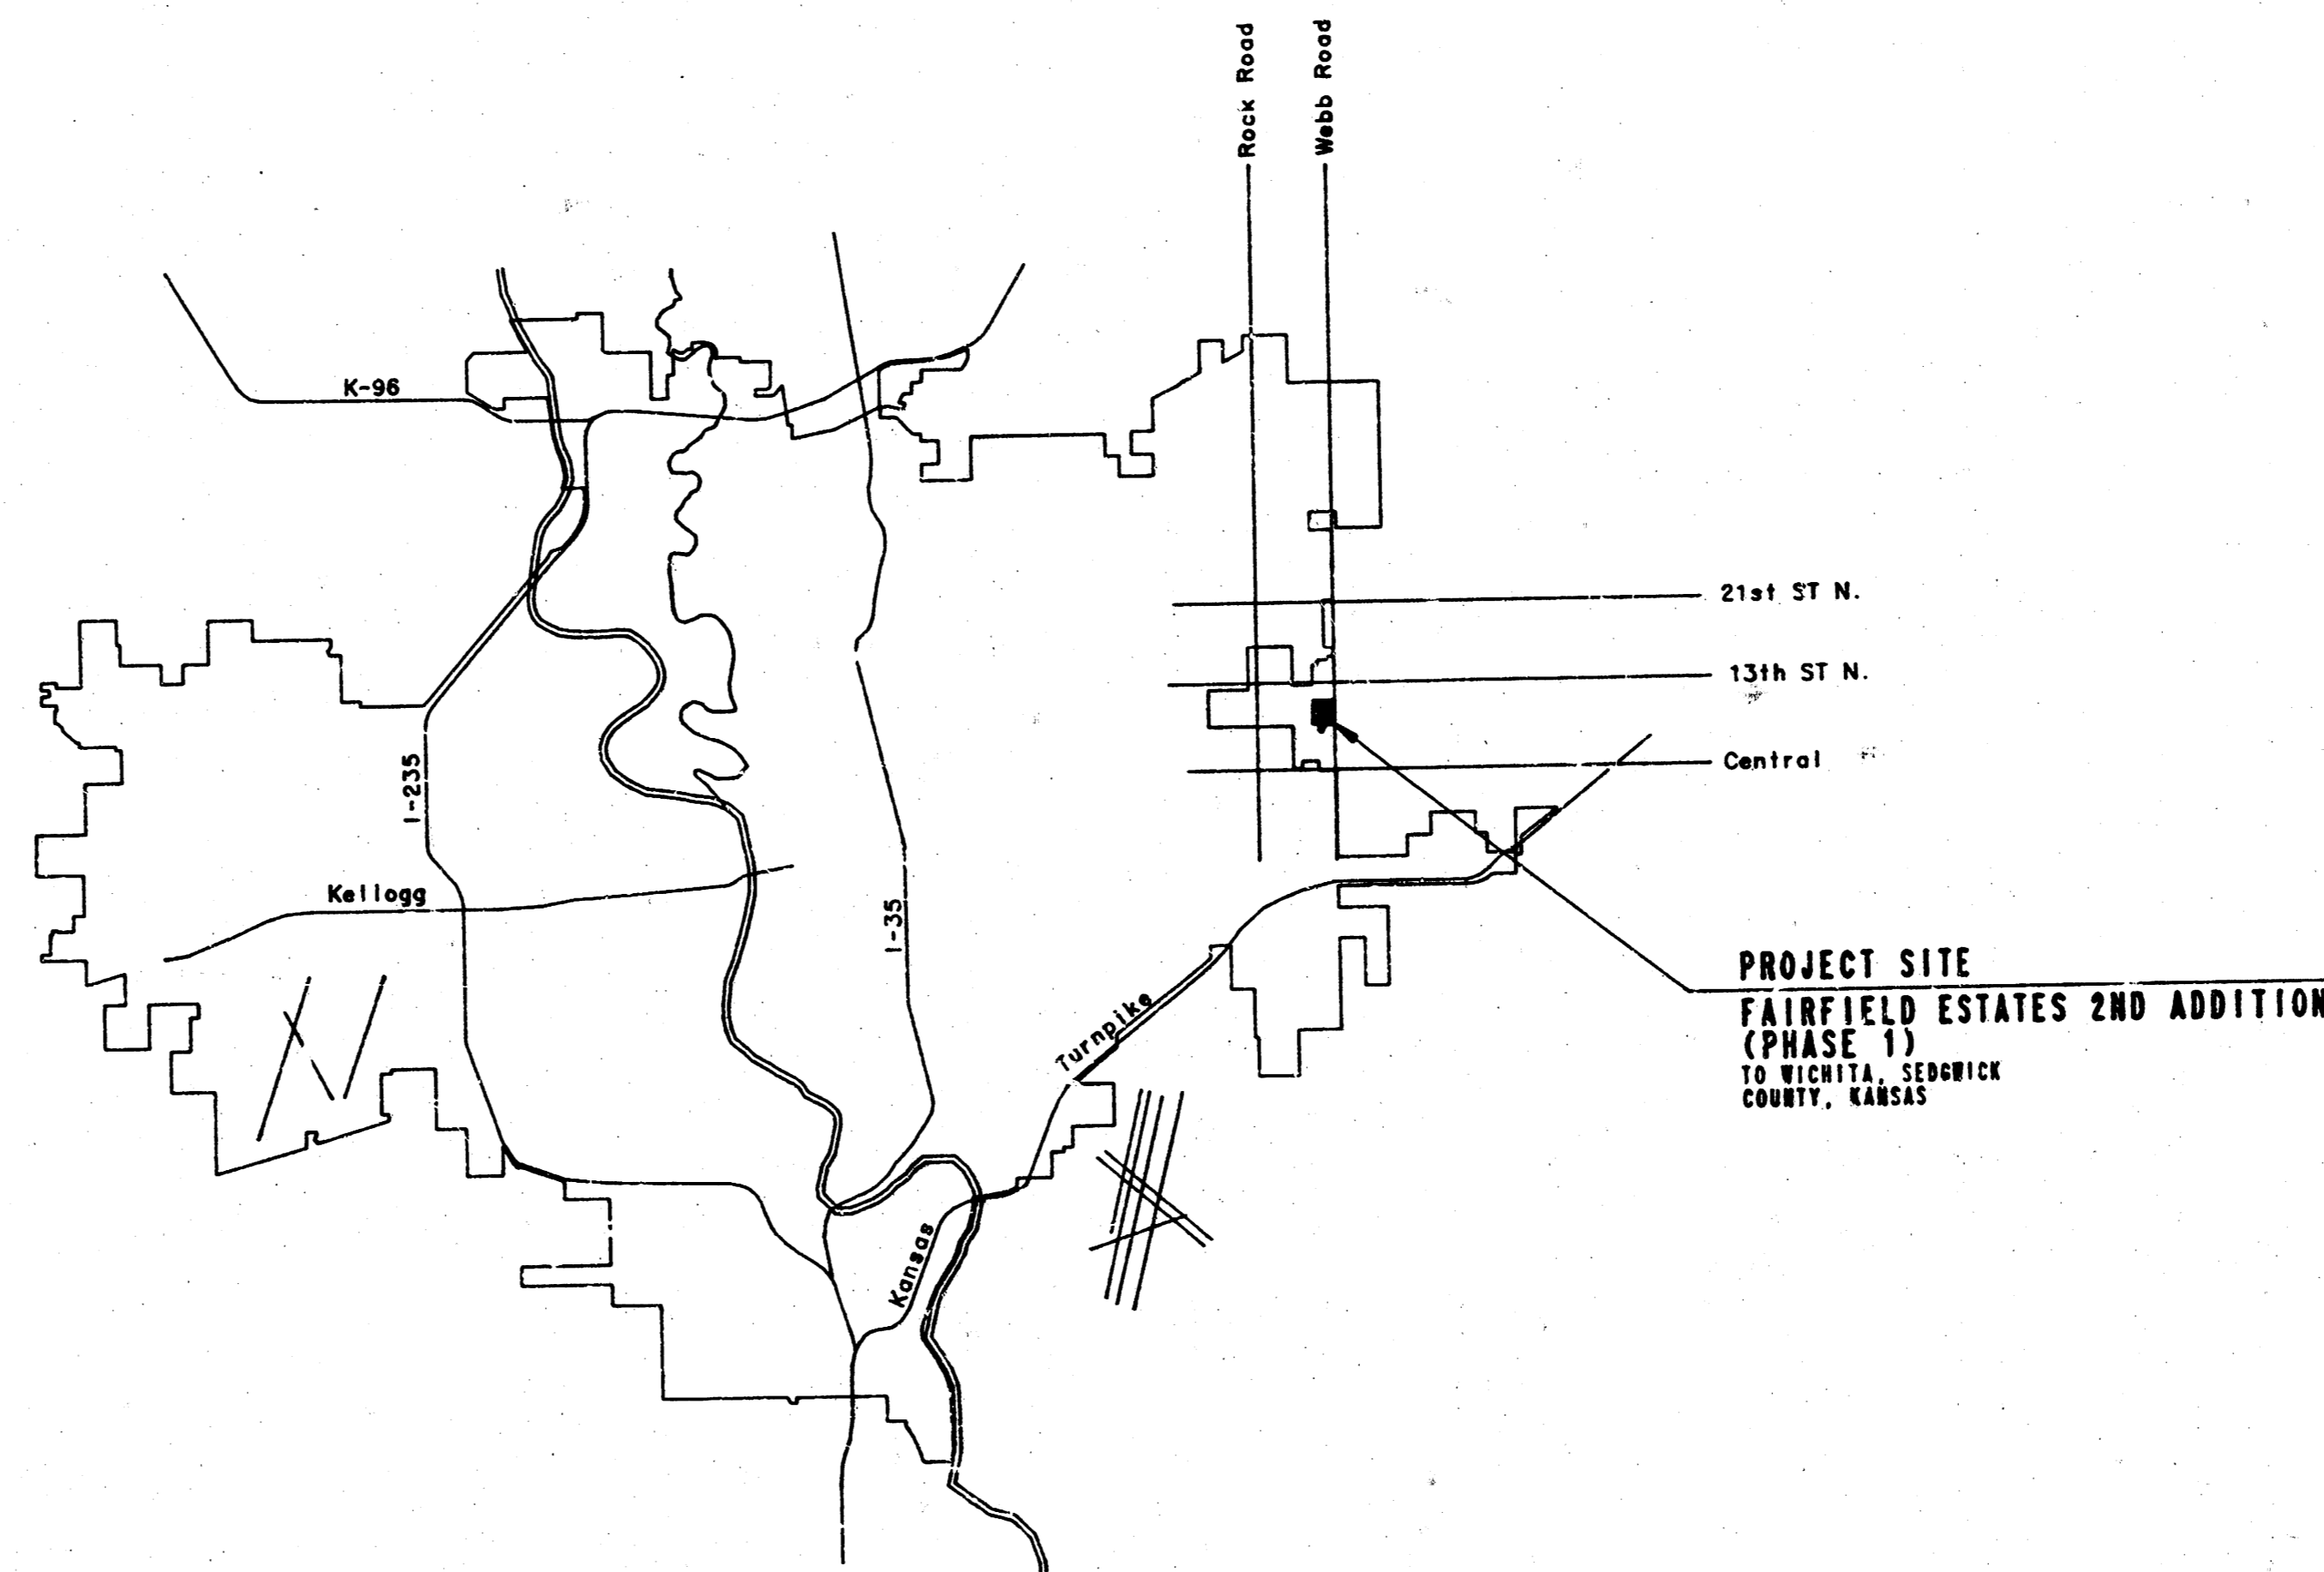 Rock Road
Webb Road
K-96
21st ST N.
13th ST N.
Central
I-235
Kellogg
I-35
Turnpike
Kansas
PROJECT SITE
FAIRFIELD ESTATES 2ND ADDITION
(PHASE 1)
TO WICHITA, SEDGWICK
COUNTY, KANSAS